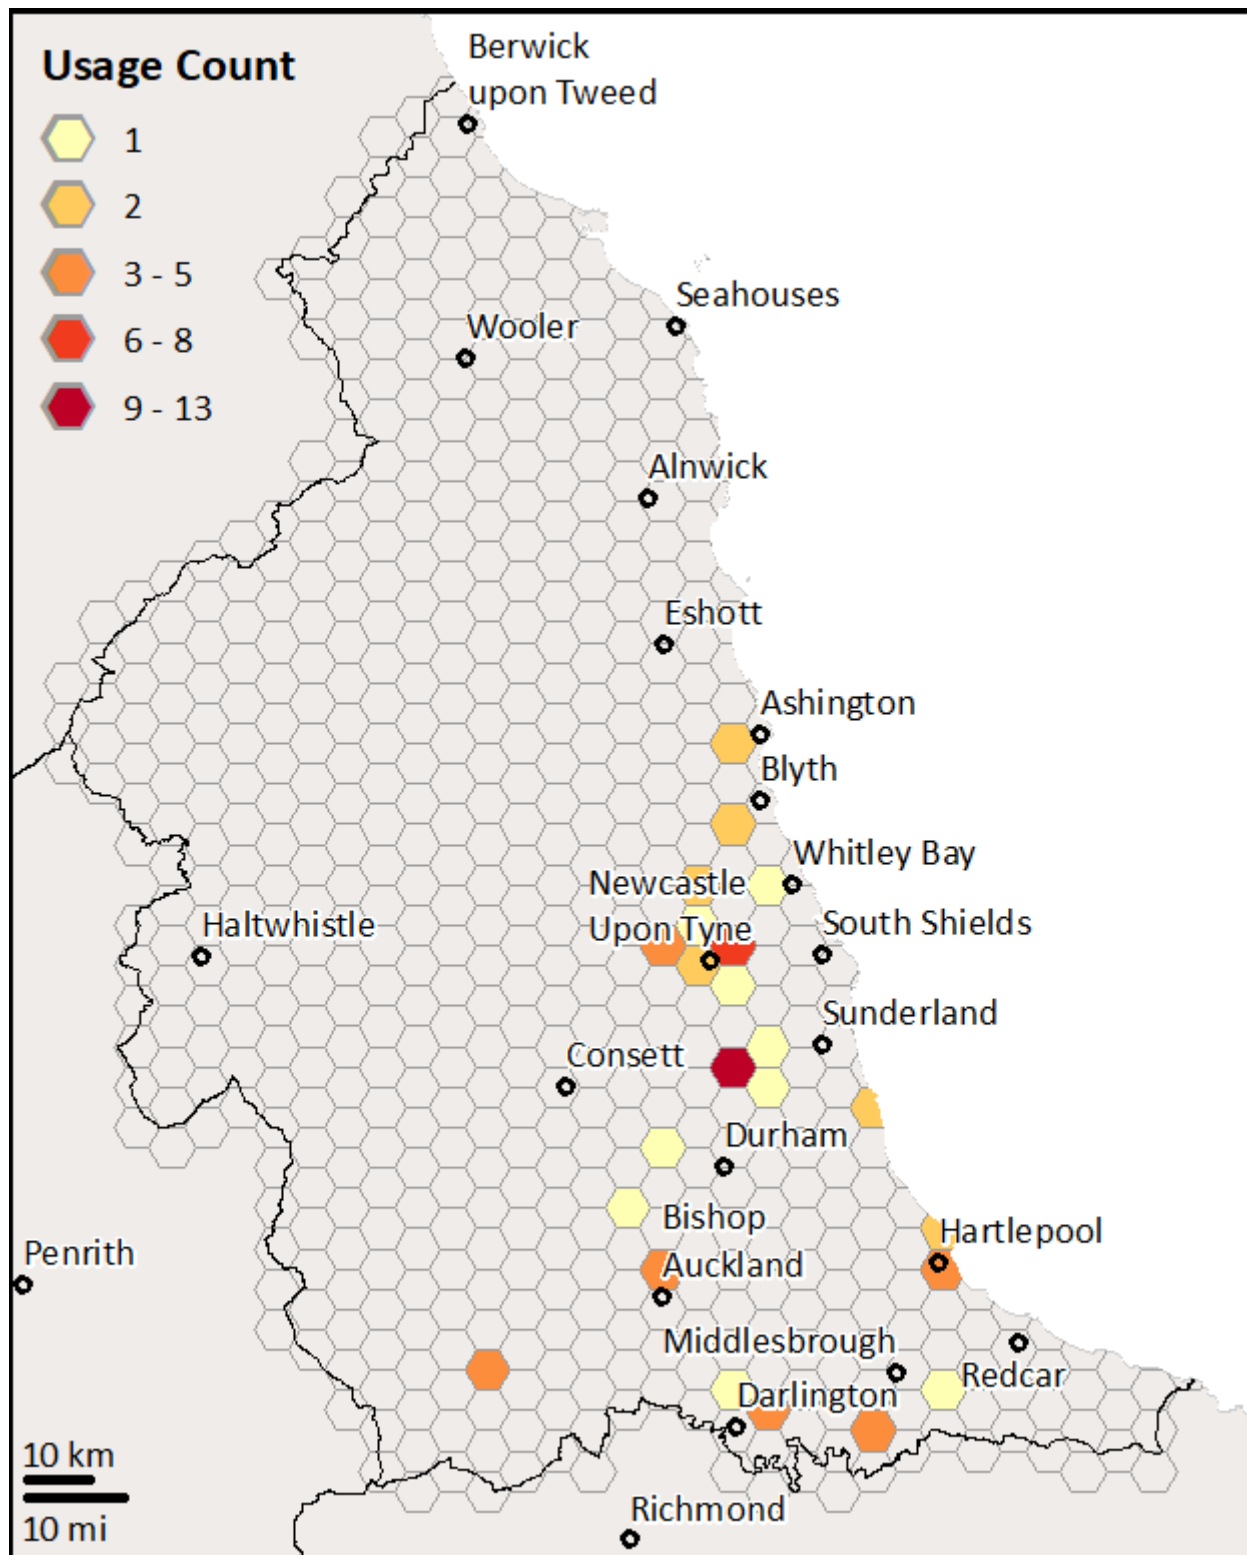 Usage Count
1
2
3 - 5
6 - 8
9 - 13
Berwick
upon Tweed
Seahouses
Wooler
Alnwick
Eshott
Ashington
Blyth
Whitley Bay
Newcastle
Upon Tyne
Haltwhistle
South Shields
Sunderland
Consett
Durham
Bishop
Auckland
Hartlepool
Penrith
Middlesbrough
Redcar
Darlington
10 km
10 mi
Richmond